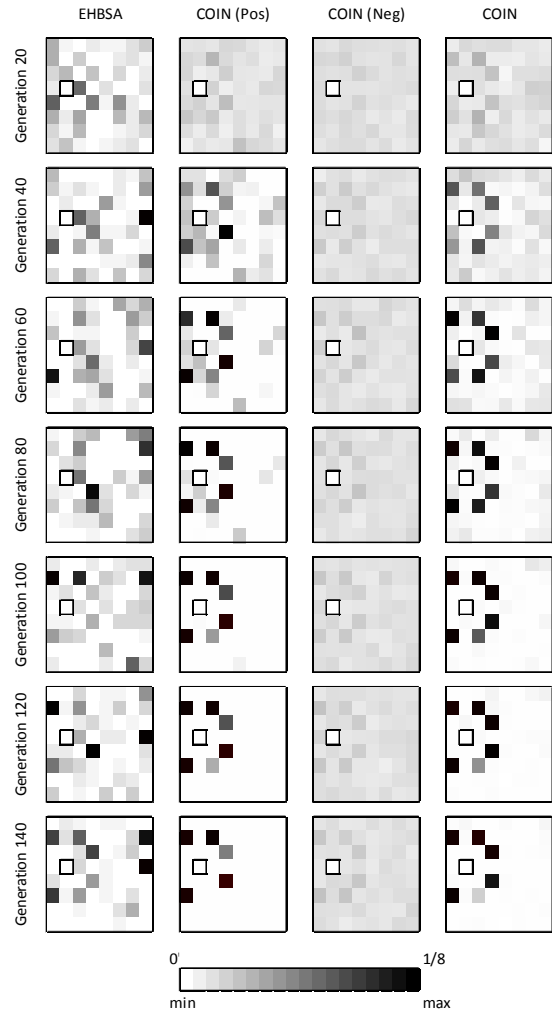 EHBSA COIN (Pos) COIN (Neg) COIN
Generation 20
Generation 40
Generation 60
Generation 80
Generation 100
Generation 120
Generation 140
0 1/8
min max